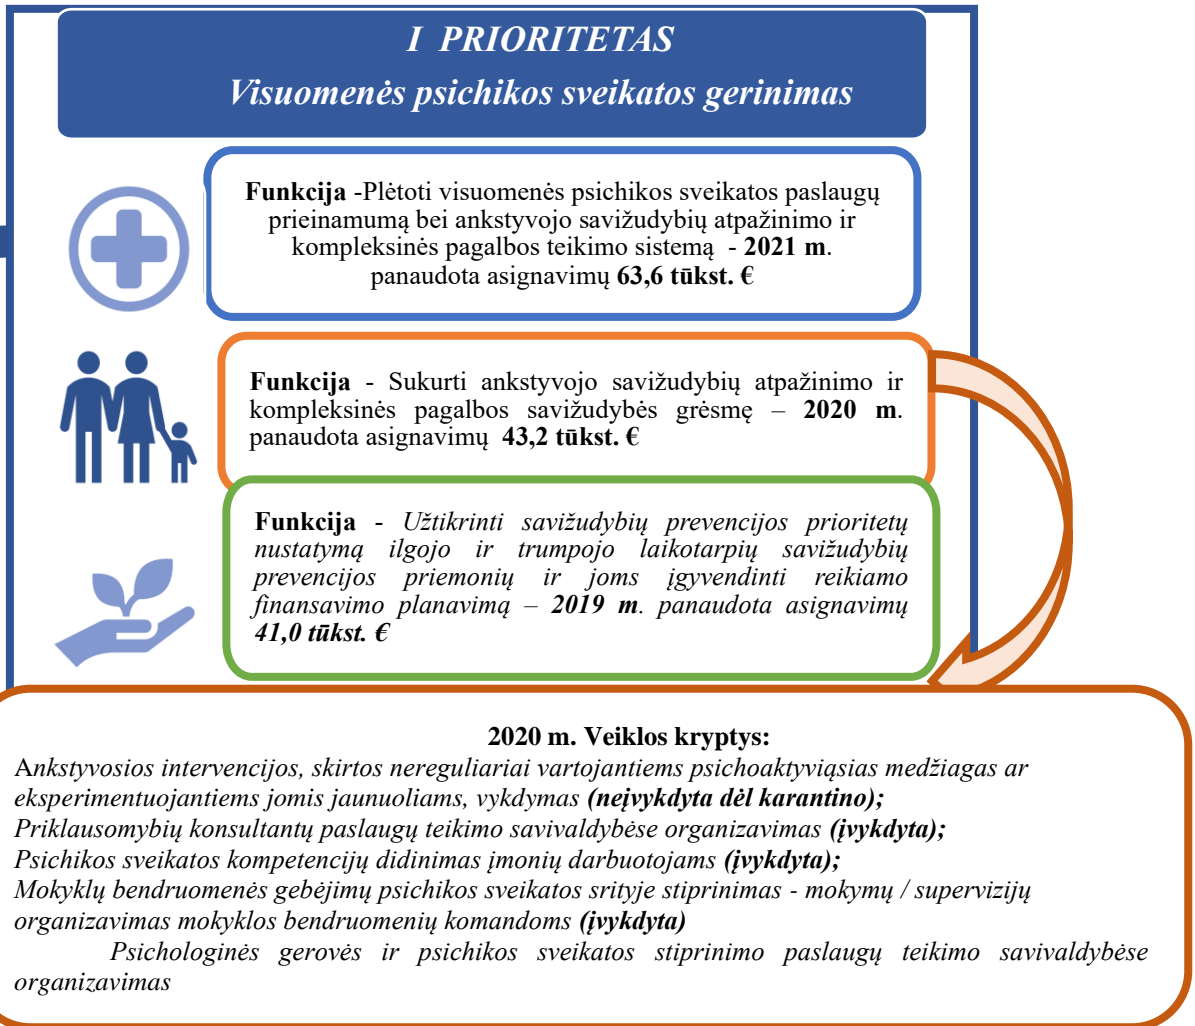 I PRIORITETAS
Visuomenės psichikos sveikatos gerinimas
Funkcija -Plėtoti visuomenės psichikos sveikatos paslaugų
prieinamumą bei ankstyvojo savižudybių atpažinimo ir
kompleksinės pagalbos teikimo sistemą - 2021 m.
panaudota asignavimų 63,6 tūkst. €
Funkcija - Sukurti ankstyvojo savižudybių atpažinimo ir
kompleksinės pagalbos savižudybės grėsmę – 2020 m.
panaudota asignavimų 43,2 tūkst. €
Funkcija - Užtikrinti savižudybių prevencijos prioritetų
nustatymą ilgojo ir trumpojo laikotarpių savižudybių
prevencijos priemonių ir joms įgyvendinti reikiamo
finansavimo planavimą – 2019 m. panaudota asignavimų
41,0 tūkst. €
2020 m. Veiklos kryptys:
Ankstyvosios intervencijos, skirtos nereguliariai vartojantiems psichoaktyviąsias medžiagas ar
eksperimentuojantiems jomis jaunuoliams, vykdymas (neįvykdyta dėl karantino);
Priklausomybių konsultantų paslaugų teikimo savivaldybėse organizavimas (įvykdyta);
Psichikos sveikatos kompetencijų didinimas įmonių darbuotojams (įvykdyta);
Mokyklų bendruomenės gebėjimų psichikos sveikatos srityje stiprinimas - mokymų / supervizijų
organizavimas mokyklos bendruomenių komandoms (įvykdyta)
Psichologinės gerovės ir psichikos sveikatos stiprinimo paslaugų teikimo savivaldybėse
organizavimas